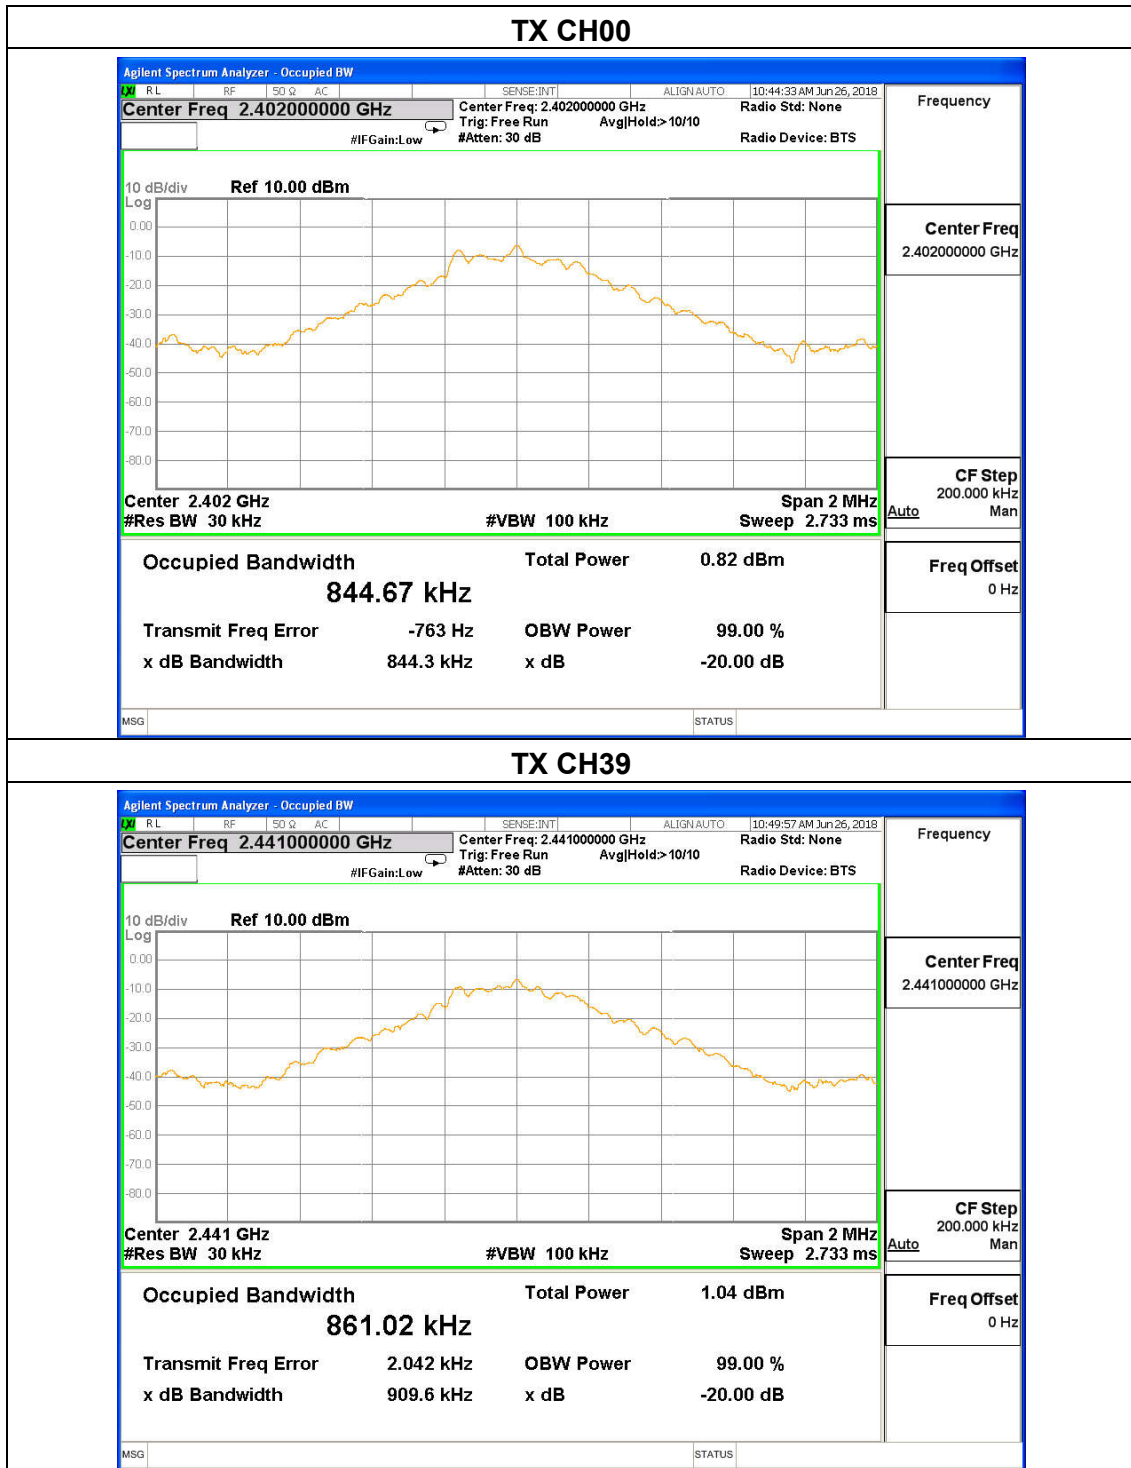 TX CH00
Agilent Spectrum Analyzer - Occupied BW
LXI RL RF 50 Ω AC SENSE:INT ALIGN AUTO 10:44:33 AM Jun 26, 2018
Center Freq 2.402000000 GHz
Center Freq: 2.402000000 GHz
Radio Std: None
Trig: Free Run Avg|Hold:>10/10
#IFGain:Low
#Atten: 30 dB
Radio Device: BTS
Frequency
10 dB/div Ref 10.00 dBm
Log
0.00
-10.0
-20.0
-30.0
-40.0
-50.0
-60.0
-70.0
-80.0
Center 2.402 GHz
Span 2 MHz
#Res BW 30 kHz
#VBW 100 kHz
Sweep 2.733 ms
Occupied Bandwidth
844.67 kHz
Total Power 0.82 dBm
Transmit Freq Error -763 Hz
OBW Power 99.00 %
x dB Bandwidth 844.3 kHz
x dB -20.00 dB
Center Freq
2.402000000 GHz
CF Step
200.000 kHz
Auto Man
Freq Offset
0 Hz
MSG
STATUS
TX CH39
Agilent Spectrum Analyzer - Occupied BW
LXI RL RF 50 Ω AC SENSE:INT ALIGN AUTO 10:49:57 AM Jun 26, 2018
Center Freq 2.441000000 GHz
Center Freq: 2.441000000 GHz
Radio Std: None
Trig: Free Run Avg|Hold:>10/10
#IFGain:Low
#Atten: 30 dB
Radio Device: BTS
Frequency
10 dB/div Ref 10.00 dBm
Log
0.00
-10.0
-20.0
-30.0
-40.0
-50.0
-60.0
-70.0
-80.0
Center 2.441 GHz
Span 2 MHz
#Res BW 30 kHz
#VBW 100 kHz
Sweep 2.733 ms
Occupied Bandwidth
861.02 kHz
Total Power 1.04 dBm
Transmit Freq Error 2.042 kHz
OBW Power 99.00 %
x dB Bandwidth 909.6 kHz
x dB -20.00 dB
Center Freq
2.441000000 GHz
CF Step
200.000 kHz
Auto Man
Freq Offset
0 Hz
MSG
STATUS